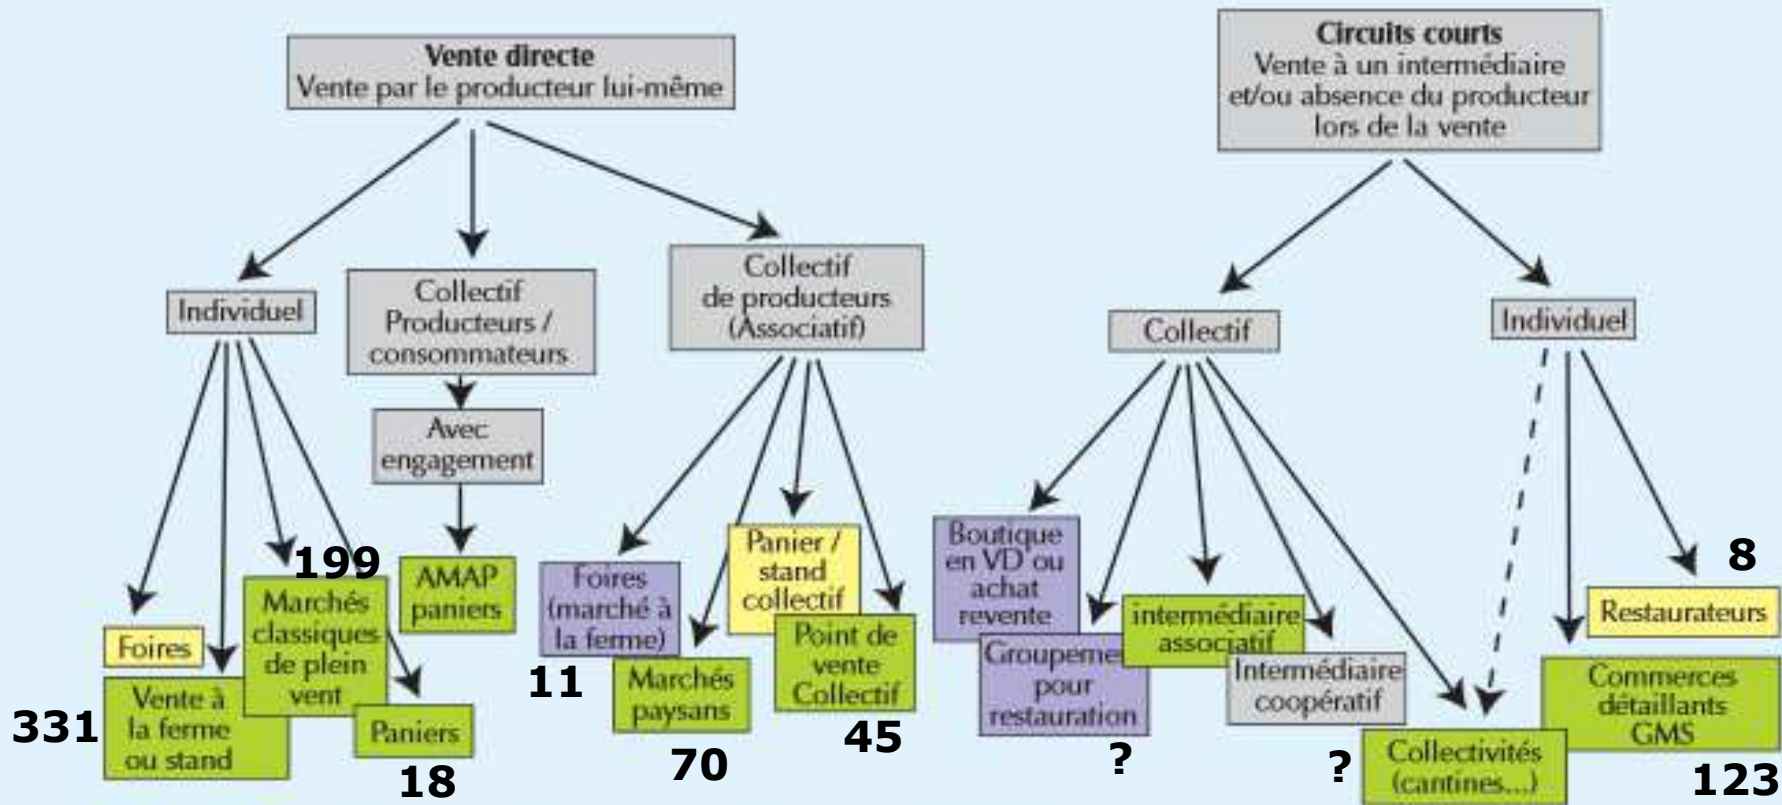 Vente directe
Vente par le producteur lui-même
Circuits courts
Vente à un intermédiaire
et/ou absence du producteur
lors de la vente
Individuel
Collectif
Producteurs /
consommateurs
Collectif
de producteurs
(Associatif)
Collectif
Individuel
Avec
engagement
Foires
331
Vente à
la ferme
ou stand
199
Marchés
classiques
de plein
vent
Paniers
18
AMAP
paniers
Foires
(marché à
la ferme)
11
Marchés
paysans
70
Panier /
stand
collectif
Point de
vente
Collectif
45
Boutique
en VD ou
achat
revente
Groupeme
pour
restauration
?
intermédiaire
associatif
Intermédiaire
coopératif
?
Collectivités
(cantines...)
8
Restaurateurs
Commerces
détaillants
GMS
123